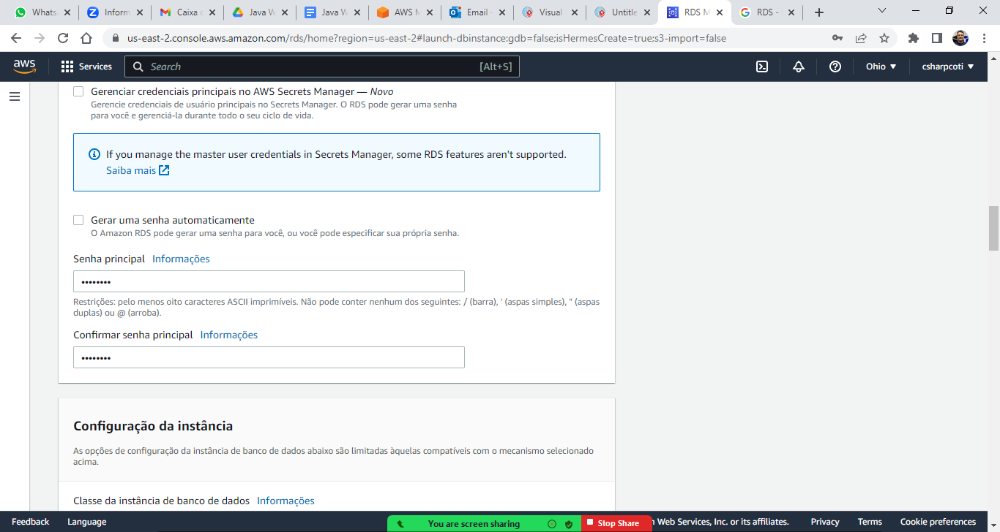 Whats
Inform
Caixa
Java W
Java W
AWS M
Email -
Visual
Untitle
RDS M
RDS -
us-east-2.console.aws.amazon.com/rds/home?region=us-east-2#launch-dbinstance:gdb=false;isHermesCreate=true;s3-import=false
aws
Services
Search
[Alt+S]
Ohio
csharpcoti
Gerenciar credenciais principais no AWS Secrets Manager — Novo
Gerencie credenciais de usuário principais no Secrets Manager. O RDS pode gerar uma senha
para você e gerenciá-la durante todo o seu ciclo de vida.
If you manage the master user credentials in Secrets Manager, some RDS features aren't supported.
Saiba mais
Gerar uma senha automaticamente
O Amazon RDS pode gerar uma senha para você, ou você pode especificar sua própria senha.
Senha principal Informações
••••••••
Restrições: pelo menos oito caracteres ASCII imprimíveis. Não pode conter nenhum dos seguintes: / (barra), ' (aspas simples), " (aspas
duplas) ou @ (arroba).
Confirmar senha principal Informações
••••••••
Configuração da instância
As opções de configuração da instância de banco de dados abaixo são limitadas àquelas compatíveis com o mecanismo selecionado
acima.
Classe da instância de banco de dados Informações
Feedback
Language
You are screen sharing
Stop Share
Web Services, Inc. or its affiliates.
Privacy
Terms
Cookie preferences